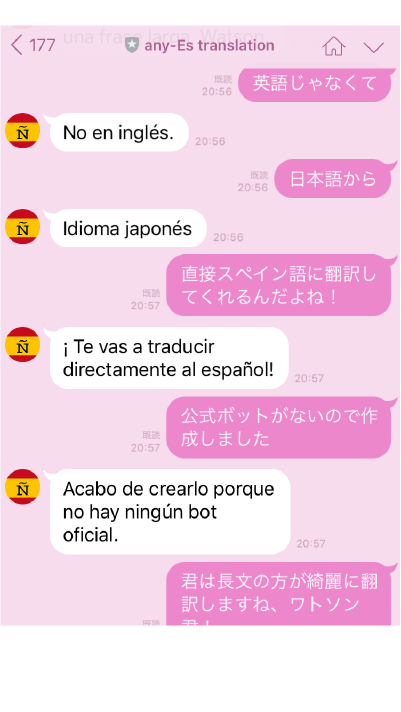 una frase larga, Watson
177
any-Es translation
既読
20:56
英語じゃなくて
No en inglés.
20:56
既読
20:56
日本語から
Idioma japonés
20:56
既読
20:57
直接スペイン語に翻訳し
てくれるんだよね！
¡ Te vas a traducir
directamente al español!
20:57
既読
20:57
公式ボットがないので作
成しました
Acabo de crearlo porque
no hay ningún bot
oficial.
20:57
既読
君は長文の方が綺麗に翻
訳しますね、ワトソン
君！
Ñ
Ñ
Ñ
Ñ